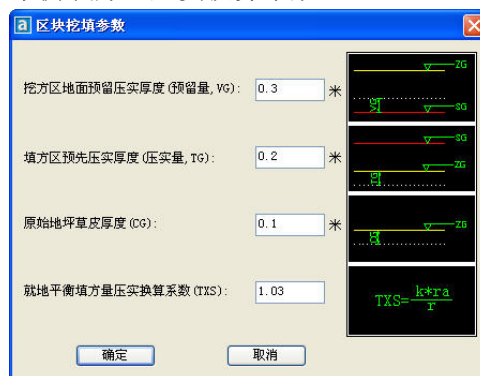 a 区块挖填参数
挖方区地面预留压实厚度(预留量,VG): 0.3 米
ZG
VG
SG
填方区预先压实厚度(压实量,TG): 0.2 米
SG
ZG
TG
原始地坪草皮厚度(CG): 0.1 米
ZG
CG
就地平衡填方量压实换算系数(TXS): 1.03
TXS=k*ra/r
确定 取消